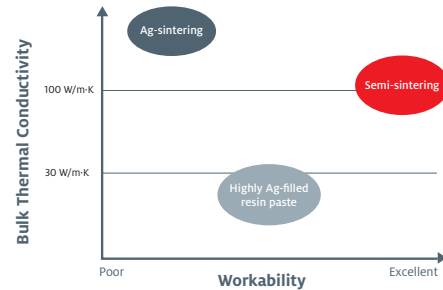 Ag-sintering
Bulk Thermal Conductivity
100 W/m·K
Semi-sintering
30 W/m·K
Highly Ag-filled
resin paste
Poor
Excellent
Workability